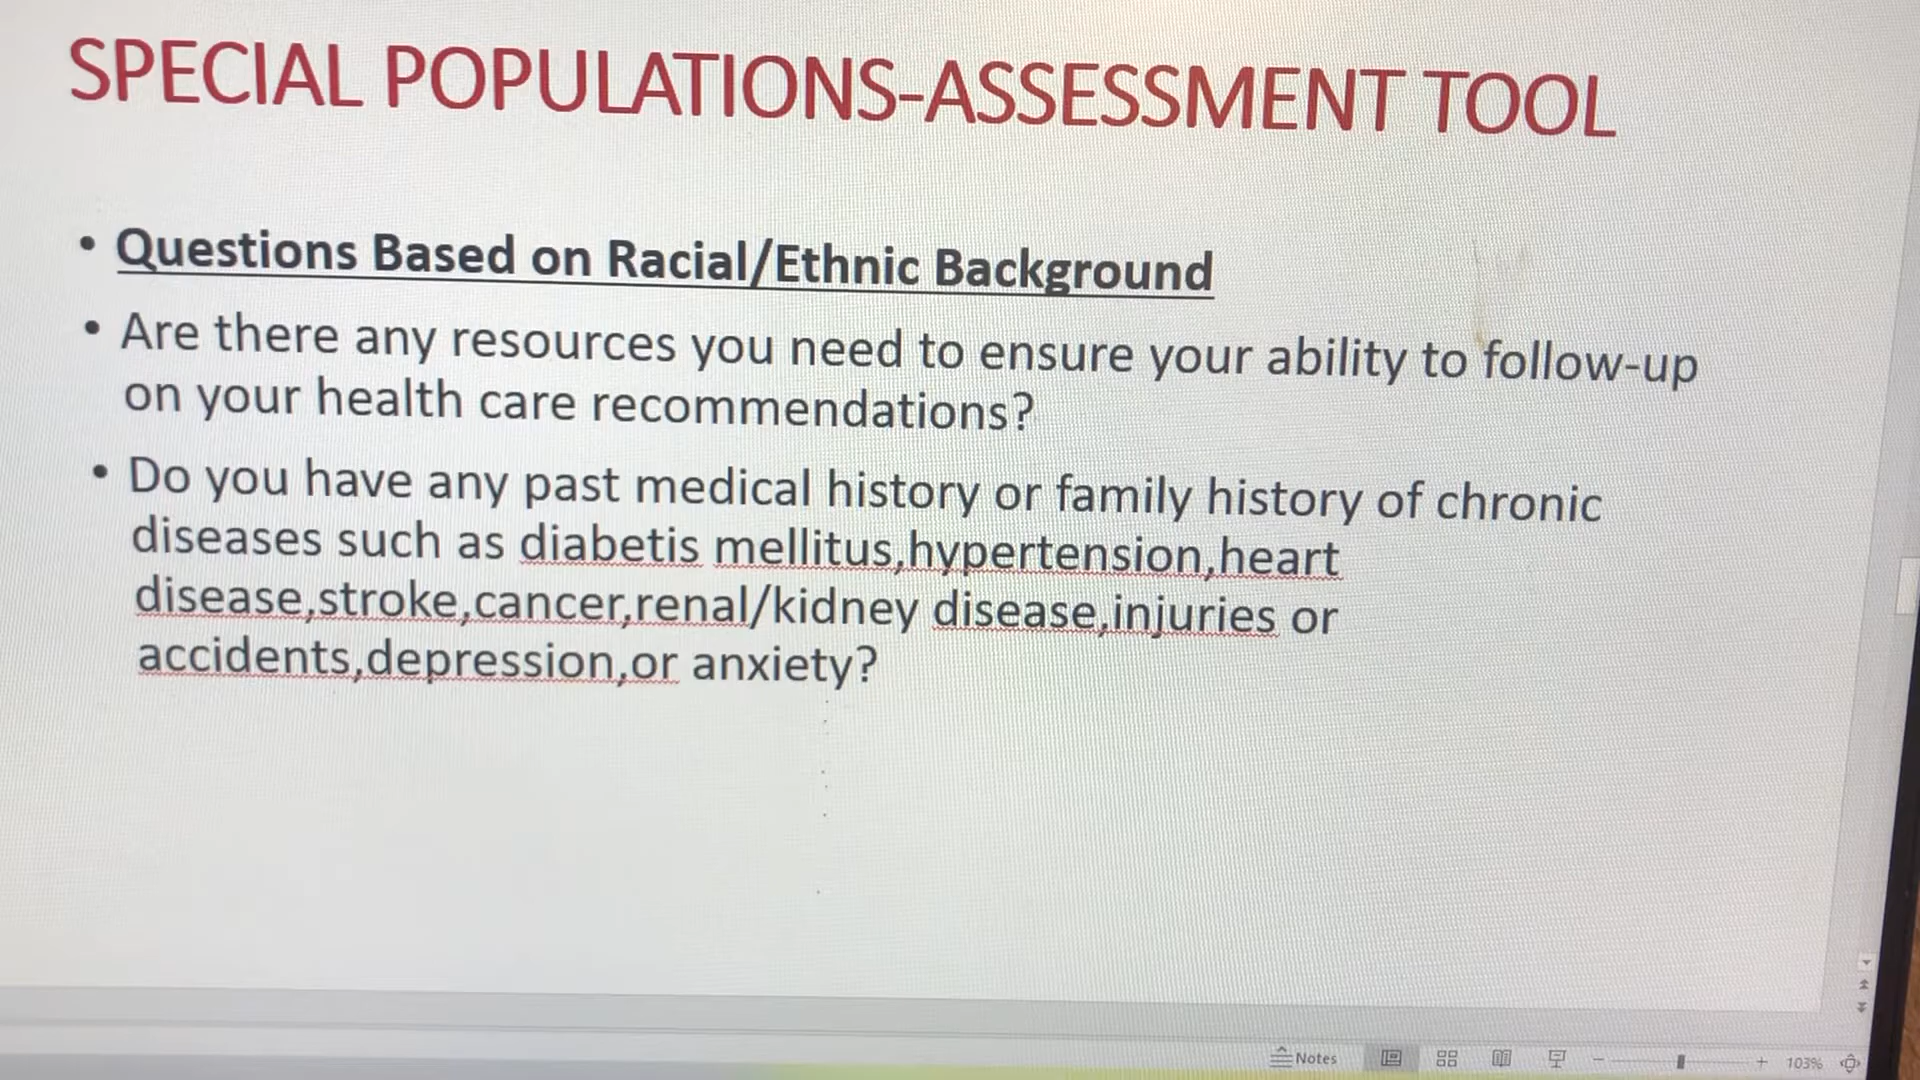 SPECIAL POPULATIONS-ASSESSMENT TOOL
• Questions Based on Racial/Ethnic Background
• Are there any resources you need to ensure your ability to follow-up
on your health care recommendations?
• Do you have any past medical history or family history of chronic
diseases such as diabetis mellitus,hypertension,heart
disease,stroke,cancer,renal/kidney disease,injuries or
accidents,depression,or anxiety?
Notes
103%